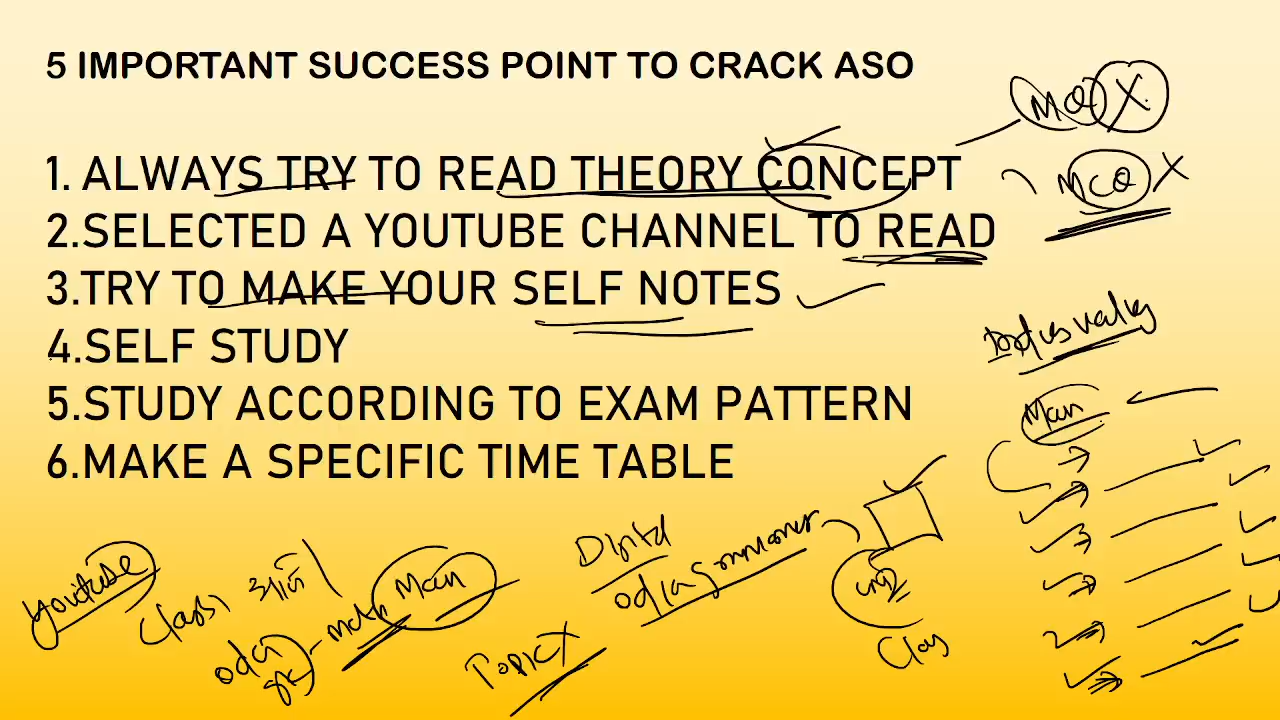 5 IMPORTANT SUCCESS POINT TO CRACK ASO
MCQ X
1. ALWAYS TRY TO READ THEORY CONCEPT
MCQ X
2.SELECTED A YOUTUBE CHANNEL TO READ
3.TRY TO MAKE YOUR SELF NOTES
4.SELF STUDY
5.STUDY ACCORDING TO EXAM PATTERN
6.MAKE A SPECIFIC TIME TABLE
Youtube
Class
Main
Digital
Topic X
Clas